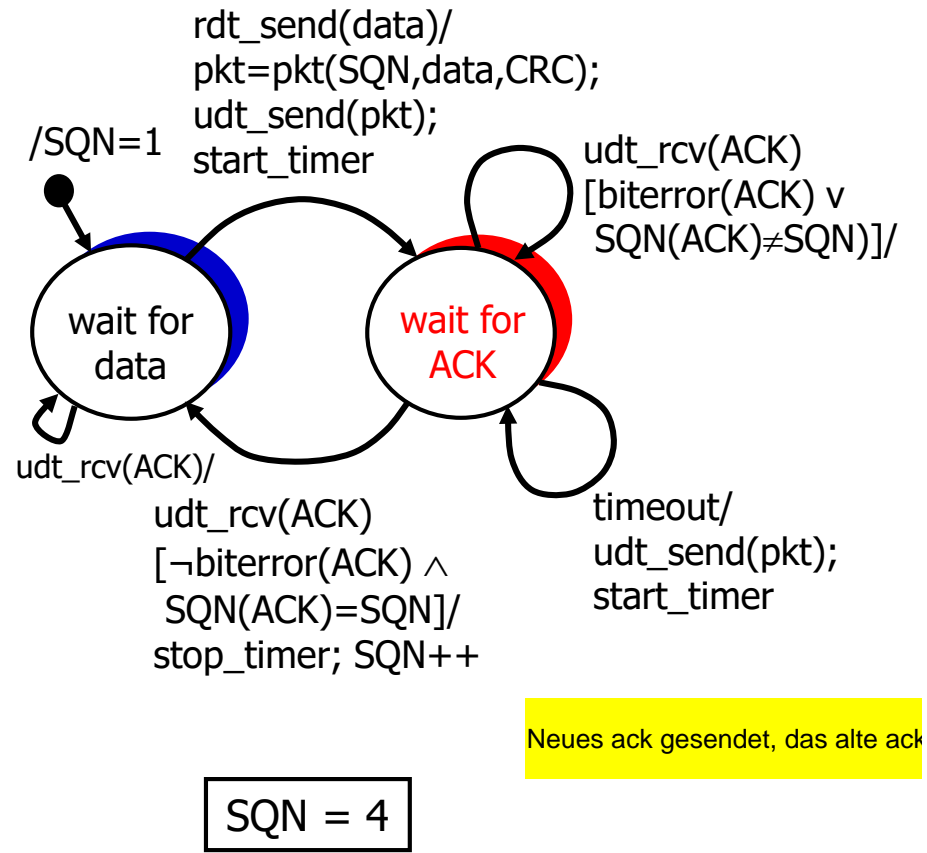 rdt_send(data)/
pkt=pkt(SQN,data,CRC);
udt_send(pkt);
start_timer
/SQN=1
udt_rcv(ACK)
[biterror(ACK) v
SQN(ACK)≠SQN)]/
wait for
data
wait for
ACK
udt_rcv(ACK)/
udt_rcv(ACK)
[¬biterror(ACK) ∧
SQN(ACK)=SQN]/
stop_timer; SQN++
timeout/
udt_send(pkt);
start_timer
Neues ack gesendet, das alte ack
SQN = 4